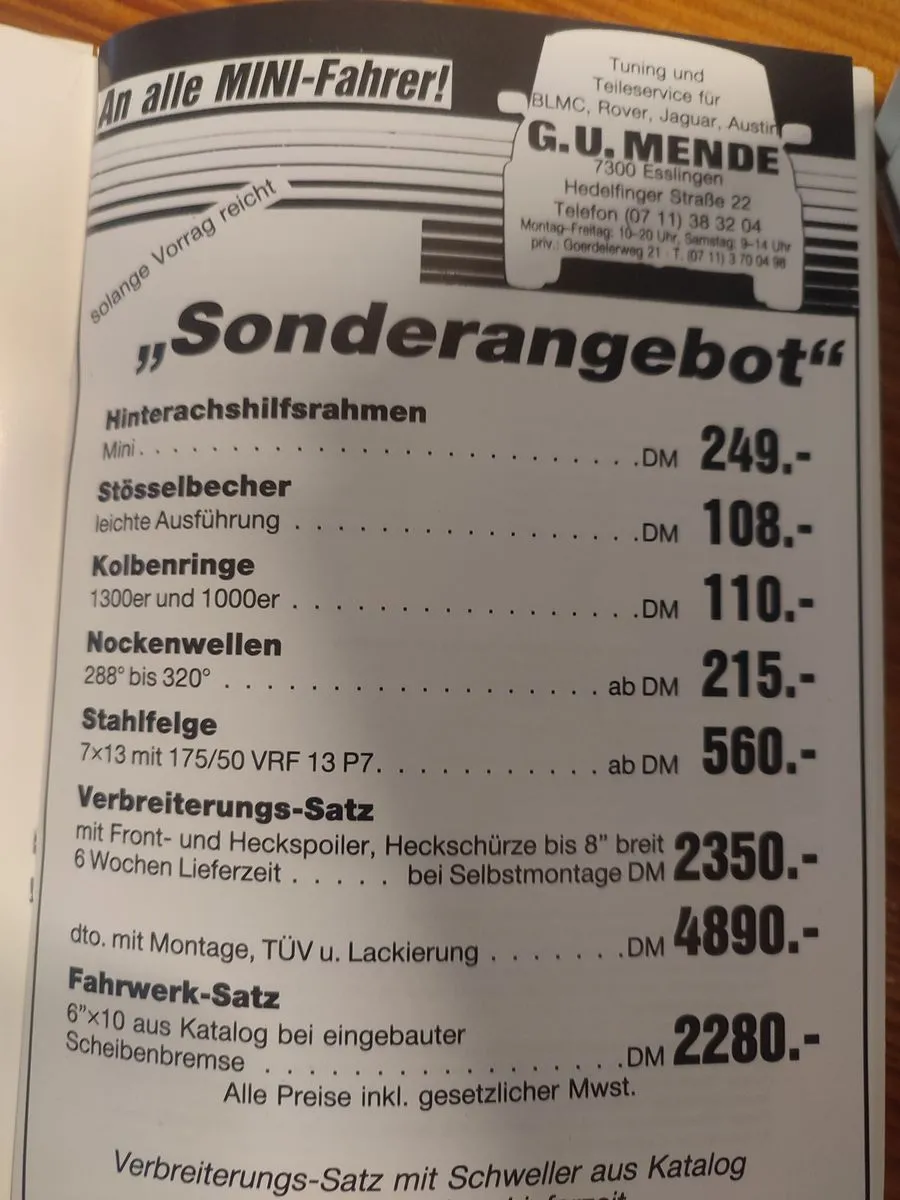 An alle MINI-Fahrer!
Tuning und
Teileservice für
BLMC, Rover, Jaguar, Austin
G.U. MENDE
7300 Esslingen
Hedelfinger Straße 22
Telefon (07 11) 38 32 04
Montag-Freitag: 10-20 Uhr, Samstag: 9-14 Uhr
priv.: Goerdelerweg 21 · T. (07 11) 3 70 04 98
solange Vorrag reicht
„Sonderangebot“
Hinterachshilfsrahmen
Mini. . . . . . . . . . . . . . . . . . . . . . . .DM 249.-
Stösselbecher
leichte Ausführung . . . . . . . . . . . . . . . . .DM 108.-
Kolbenringe
1300er und 1000er . . . . . . . . . . . . . . . . .DM 110.-
Nockenwellen
288° bis 320° . . . . . . . . . . . . . . . . . . ab DM 215.-
Stahlfelge
7×13 mit 175/50 VRF 13 P7. . . . . . . . . . . ab DM 560.-
Verbreiterungs-Satz
mit Front- und Heckspoiler, Heckschürze bis 8” breit
6 Wochen Lieferzeit . . . . . bei Selbstmontage DM 2350.-
dto. mit Montage, TÜV u. Lackierung . . . . . . .DM 4890.-
Fahrwerk-Satz
6”×10 aus Katalog bei eingebauter
Scheibenbremse . . . . . . . . . . . . . . . . . .DM 2280.-
Alle Preise inkl. gesetzlicher Mwst.
Verbreiterungs-Satz mit Schweller aus Katalog